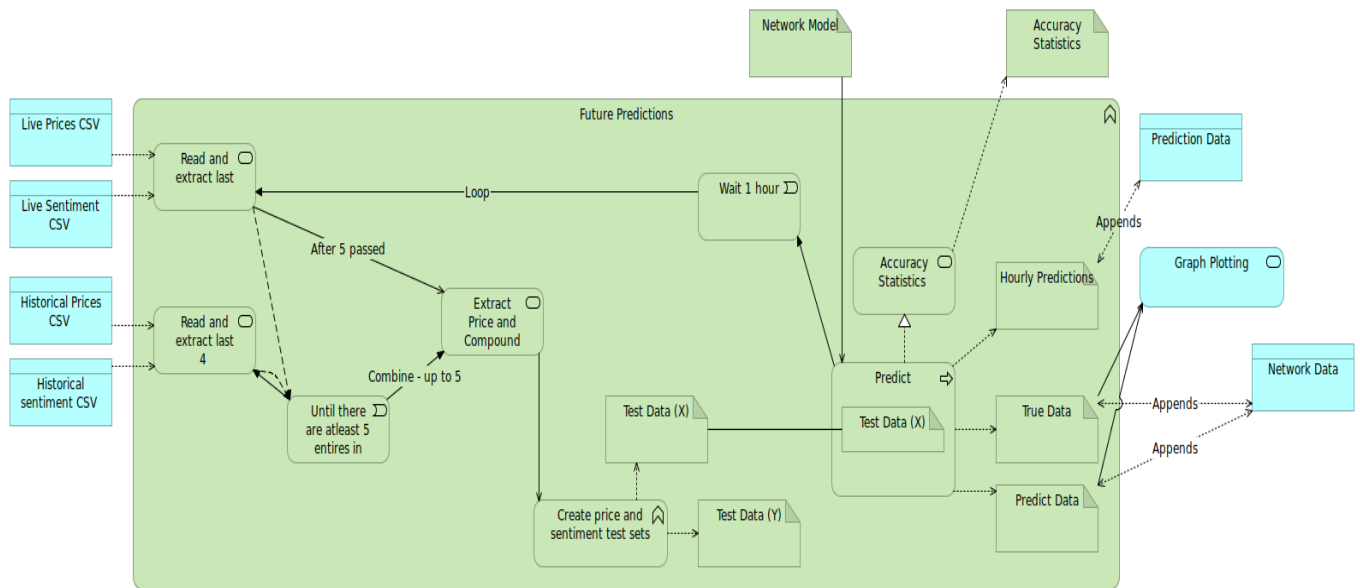 Network Model
Accuracy
Statistics
Future Predictions
Live Prices CSV
Prediction Data
Read and
extract last
Wait 1 hour
Loop
Live Sentiment
CSV
Appends
After 5 passed
Accuracy
Statistics
Hourly Predictions
Graph Plotting
Historical Prices
CSV
Read and
extract last
4
Extract
Price and
Compound
Combine - up to 5
Predict
Network Data
Historical
sentiment CSV
Until there
are atleast 5
entires in
Test Data (X)
Test Data (X)
True Data
Appends
Appends
Predict Data
Create price and
sentiment test sets
Test Data (Y)